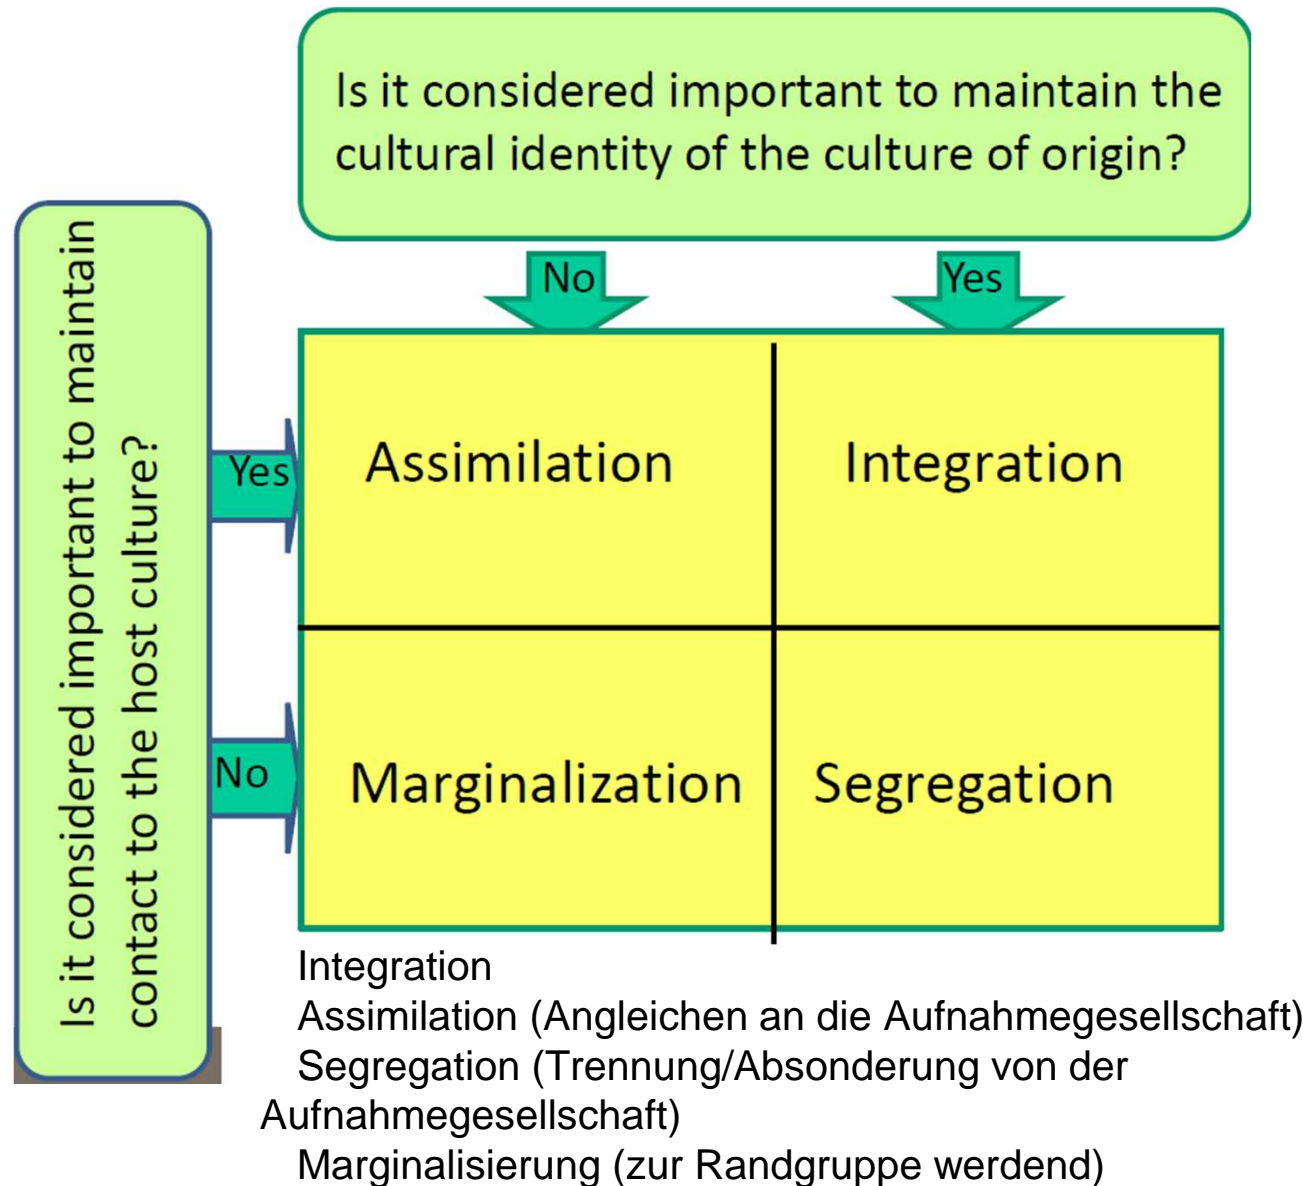 Is it considered important to maintain the
cultural identity of the culture of origin?
Is it considered important to maintain
contact to the host culture?
No
Yes
Yes
Assimilation
Integration
No
Marginalization
Segregation
Integration
Assimilation (Angleichen an die Aufnahmegesellschaft)
Segregation (Trennung/Absonderung von der
Aufnahmegesellschaft)
Marginalisierung (zur Randgruppe werdend)